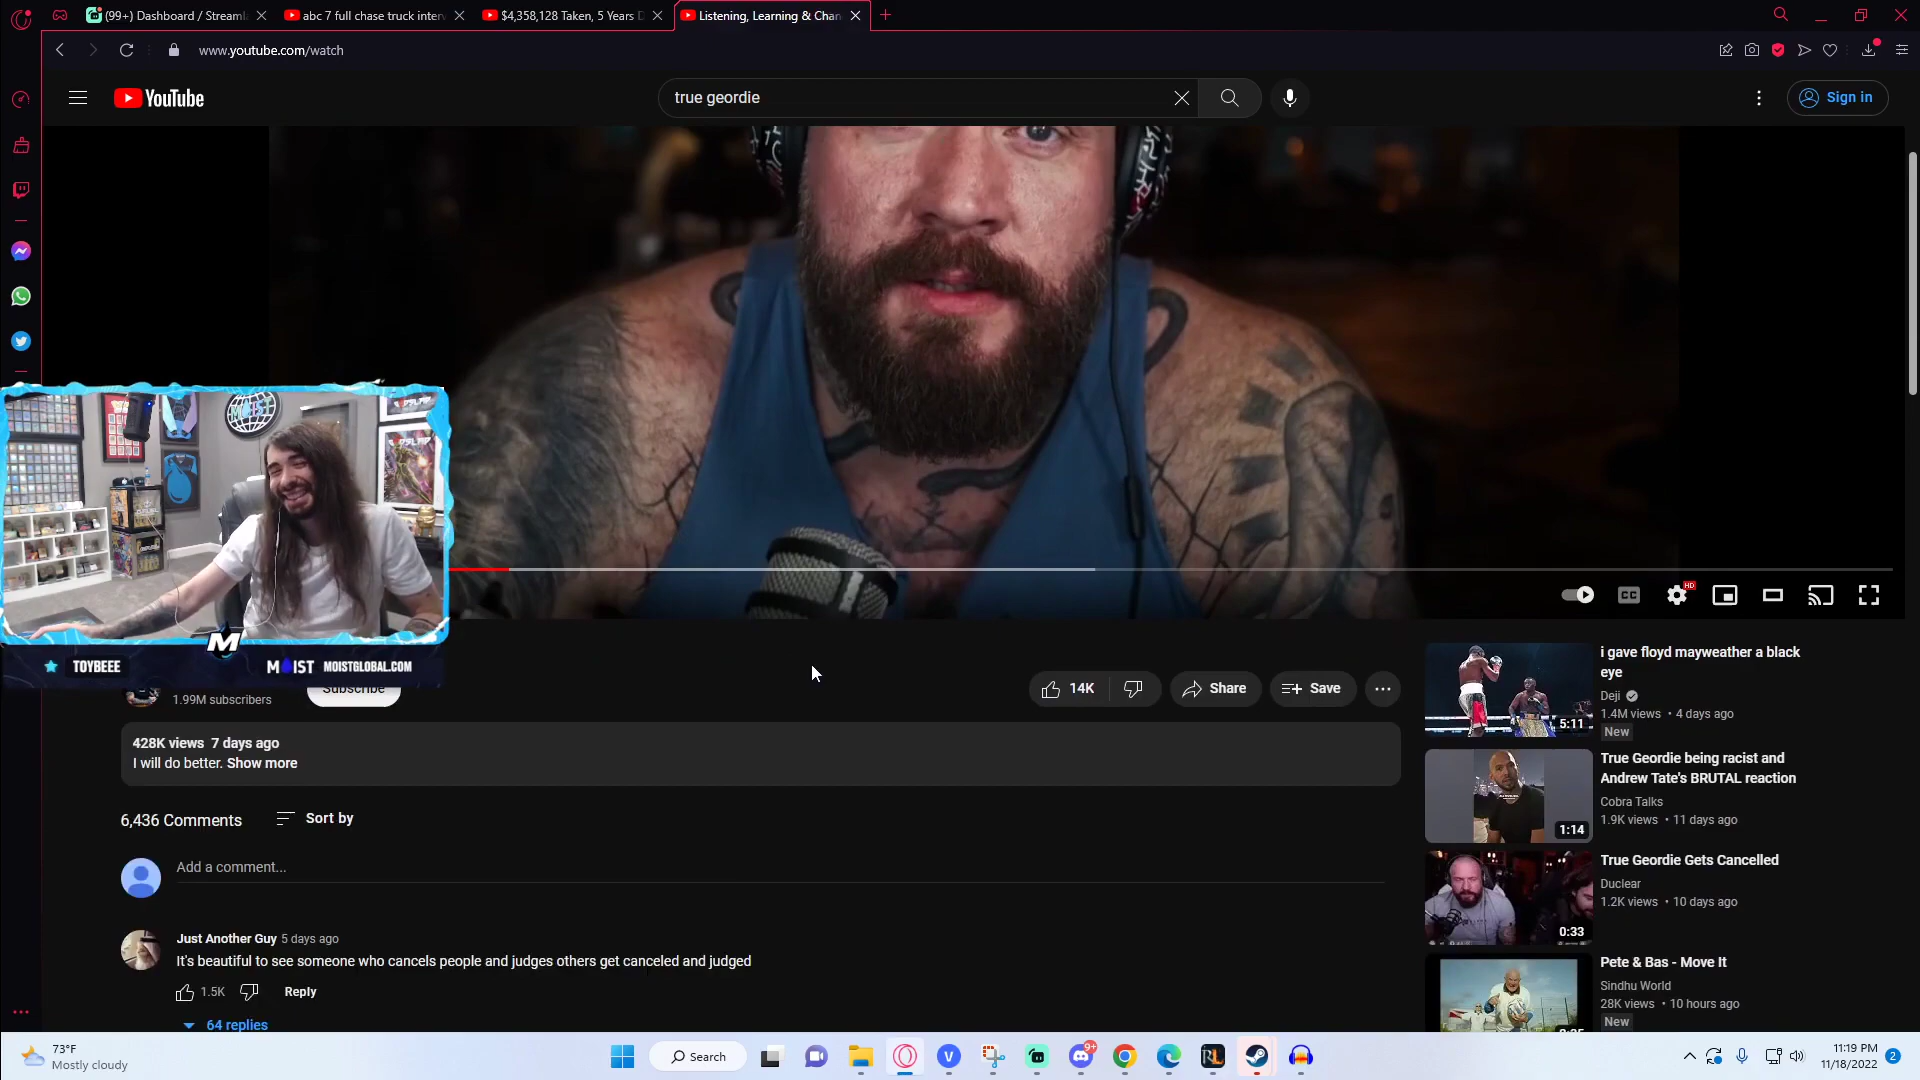 (99+) Dashboard / Streamla
abc 7 full chase truck interv
$4,358,128 Taken, 5 Years D
Listening, Learning & Chan
www.youtube.com/watch
YouTube
true geordie
Sign in
HD
CC
TOYBEEE
M
MOIST
MOISTGLOBAL.COM
1.99M subscribers
Subscribe
14K
Share
Save
428K views 7 days ago
I will do better. Show more
6,436 Comments
Sort by
Add a comment...
Just Another Guy 5 days ago
It's beautiful to see someone who cancels people and judges others get canceled and judged
1.5K
Reply
64 replies
i gave floyd mayweather a black
eye
Deji
1.4M views • 4 days ago
New
5:11
True Geordie being racist and
Andrew Tate's BRUTAL reaction
Cobra Talks
1.9K views • 11 days ago
1:14
True Geordie Gets Cancelled
Duclear
1.2K views • 10 days ago
0:33
Pete & Bas - Move It
Sindhu World
28K views • 10 hours ago
New
73°F
Mostly cloudy
Search
9+
11:19 PM
11/18/2022
2